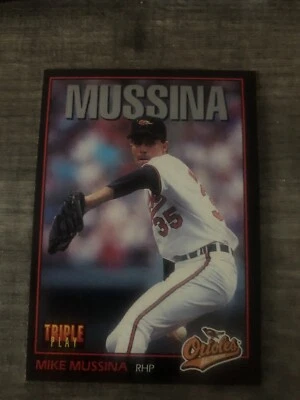 MUSSINA
35
TRIPLE
PLAY
Orioles
MIKE MUSSINA RHP